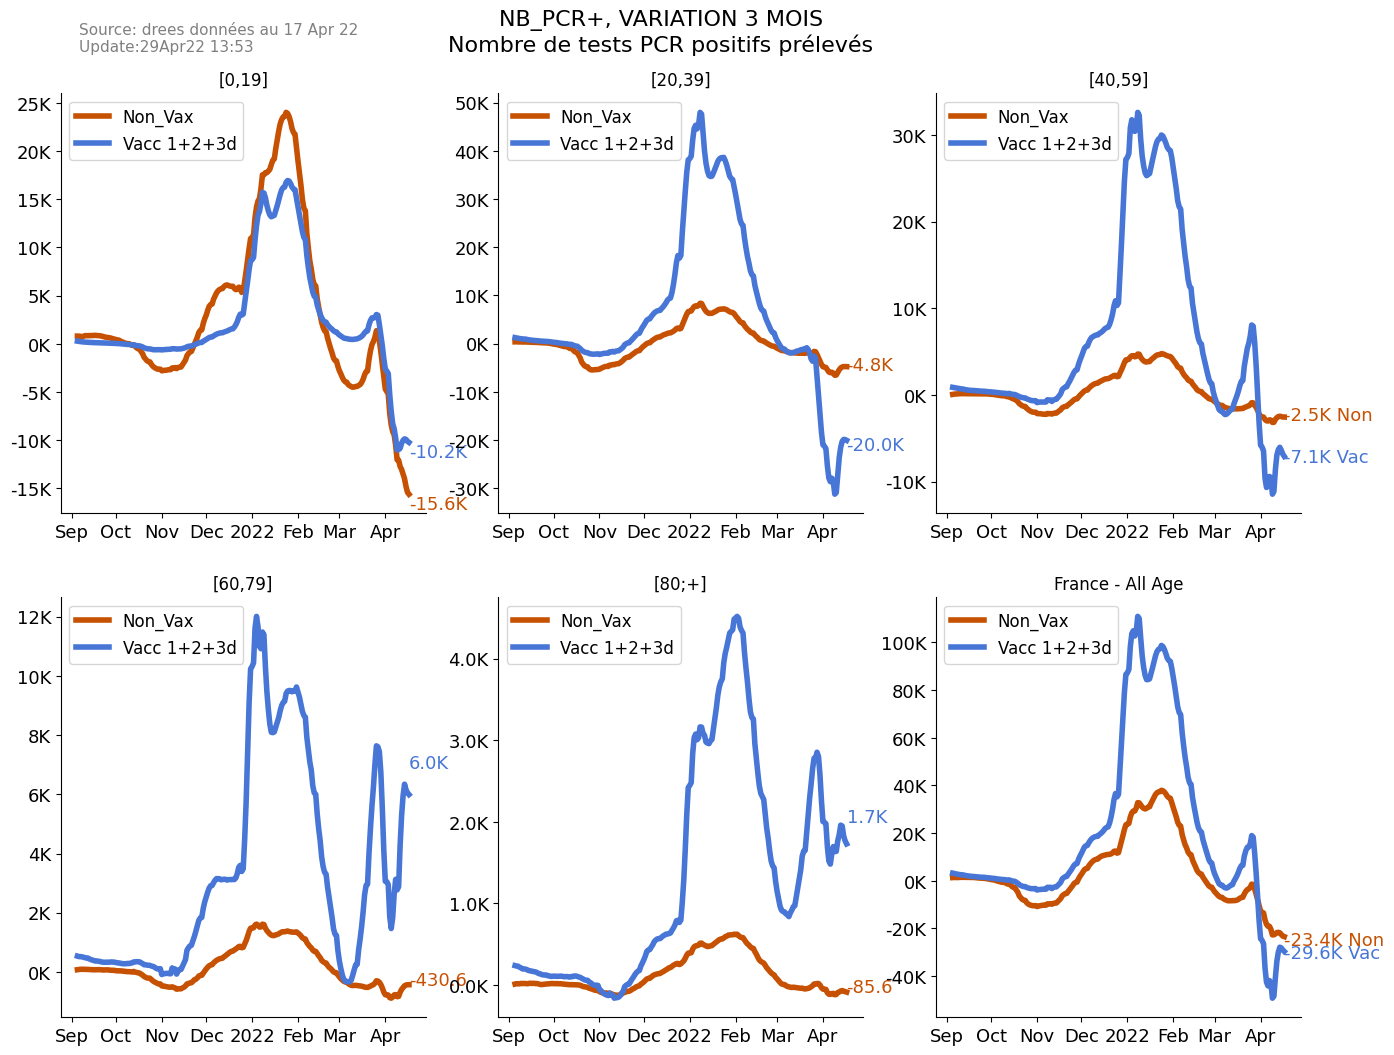 Source: drees données au 17 Apr 22
Update:29Apr22 13:53
NB_PCR+, VARIATION 3 MOIS
Nombre de tests PCR positifs prélevés
[0,19]
Non_Vax
Vacc 1+2+3d
25K
20K
15K
10K
5K
0K
-5K
-10K
-15K
-10.2K
-15.6K
Sep Oct Nov Dec 2022 Feb Mar Apr
[20,39]
Non_Vax
Vacc 1+2+3d
50K
40K
30K
20K
10K
0K
-10K
-20K
-30K
-4.8K
-20.0K
Sep Oct Nov Dec 2022 Feb Mar Apr
[40,59]
Non_Vax
Vacc 1+2+3d
30K
20K
10K
0K
-10K
-2.5K Non
-7.1K Vac
Sep Oct Nov Dec 2022 Feb Mar Apr
[60,79]
Non_Vax
Vacc 1+2+3d
12K
10K
8K
6K
4K
2K
0K
6.0K
-430.6
Sep Oct Nov Dec 2022 Feb Mar Apr
[80;+]
Non_Vax
Vacc 1+2+3d
4.0K
3.0K
2.0K
1.0K
0.0K
1.7K
-85.6
Sep Oct Nov Dec 2022 Feb Mar Apr
France - All Age
Non_Vax
Vacc 1+2+3d
100K
80K
60K
40K
20K
0K
-20K
-40K
-23.4K Non
-29.6K Vac
Sep Oct Nov Dec 2022 Feb Mar Apr